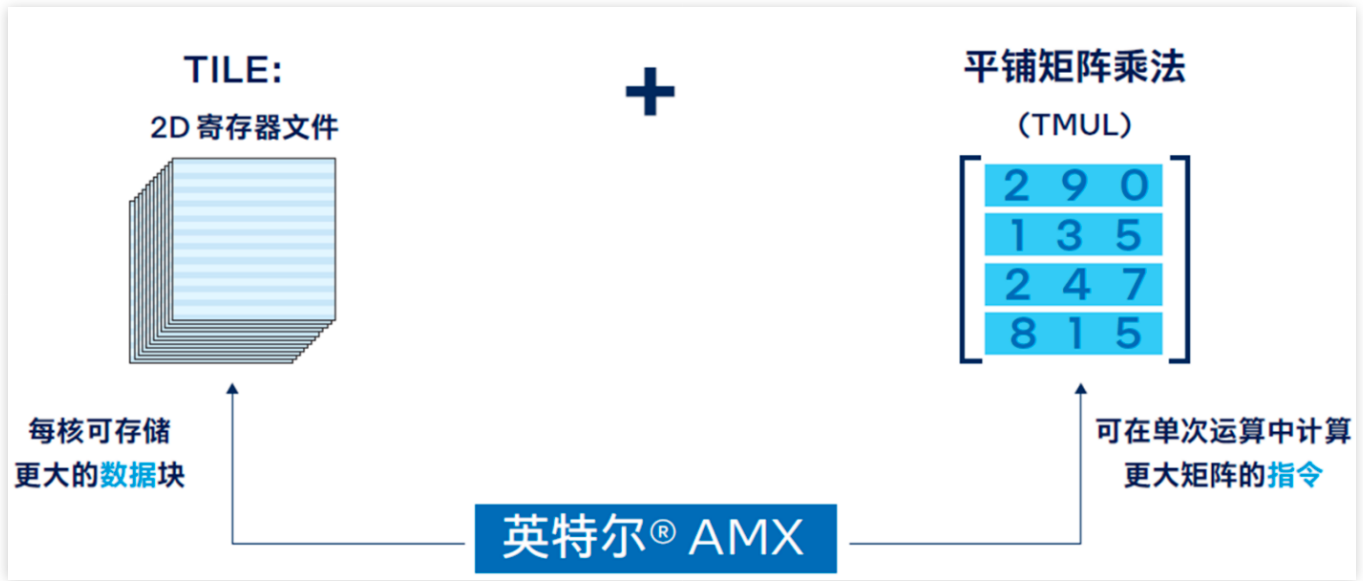 TILE:
2D 寄存器文件
+
平铺矩阵乘法
（TMUL）
2 9 0
1 3 5
2 4 7
8 1 5
每核可存储
更大的数据块
可在单次运算中计算
更大矩阵的指令
英特尔® AMX